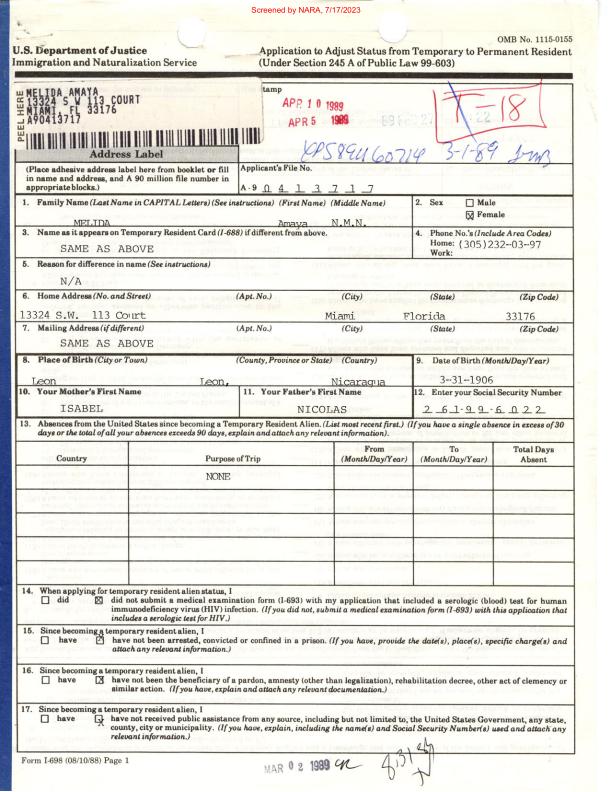 Screened by NARA, 7/17/2023
OMB No. 1115-0155
U.S. Department of Justice
Immigration and Naturalization Service
Application to Adjust Status from Temporary to Permanent Resident
(Under Section 245 A of Public Law 99-603)
PEEL HERE
MELIDA AMAYA
13324 S W 113 COURT
MIAMI, FL 33176
A90413717
tamp
APR 10 1989
APR 5 1989
T-18
3-1-89
Address Label
(Place adhesive address label here from booklet or fill
in name and address, and A 90 million file number in
appropriate blocks.)
Applicant's File No.
A - 9 0 4 1 3 7 1 7
1. Family Name (Last Name in CAPITAL Letters) (See instructions) (First Name) (Middle Name)
MELIDA Amaya N.M.N.
2. Sex Male
Female
3. Name as it appears on Temporary Resident Card (I-688) if different from above.
SAME AS ABOVE
4. Phone No.'s (Include Area Codes)
Home: (305)232-03-97
Work:
5. Reason for difference in name (See instructions)
N/A
6. Home Address (No. and Street) (Apt. No.) (City) (State) (Zip Code)
13324 S.W. 113 Court Miami Florida 33176
7. Mailing Address (if different) (Apt. No.) (City) (State) (Zip Code)
SAME AS ABOVE
8. Place of Birth (City or Town) (County, Province or State) (Country)
Leon Leon, Nicaragua
9. Date of Birth (Month/Day/Year)
3-31-1906
10. Your Mother's First Name
ISABEL
11. Your Father's First Name
NICOLAS
12. Enter your Social Security Number
2 6 1-9 9-6 0 2 2
13. Absences from the United States since becoming a Temporary Resident Alien. (List most recent first.) (If you have a single absence in excess of 30
days or the total of all your absences exceeds 90 days, explain and attach any relevant information).
Country Purpose of Trip From (Month/Day/Year) To (Month/Day/Year) Total Days Absent
NONE
14. When applying for temporary resident alien status, I
did did not submit a medical examination form (I-693) with my application that included a serologic (blood) test for human
immunodeficiency virus (HIV) infection. (If you did not, submit a medical examination form (I-693) with this application that
includes a serologic test for HIV.)
15. Since becoming a temporary resident alien, I
have have not been arrested, convicted or confined in a prison. (If you have, provide the date(s), place(s), specific charge(s) and
attach any relevant information.)
16. Since becoming a temporary resident alien, I
have have not been the beneficiary of a pardon, amnesty (other than legalization), rehabilitation decree, other act of clemency or
similar action. (If you have, explain and attach any relevant documentation.)
17. Since becoming a temporary resident alien, I
have have not received public assistance from any source, including but not limited to, the United States Government, any state,
county, city or municipality. (If you have, explain, including the name(s) and Social Security Number(s) used and attach any
relevant information.)
Form I-698 (08/10/88) Page 1
MAR 02 1989